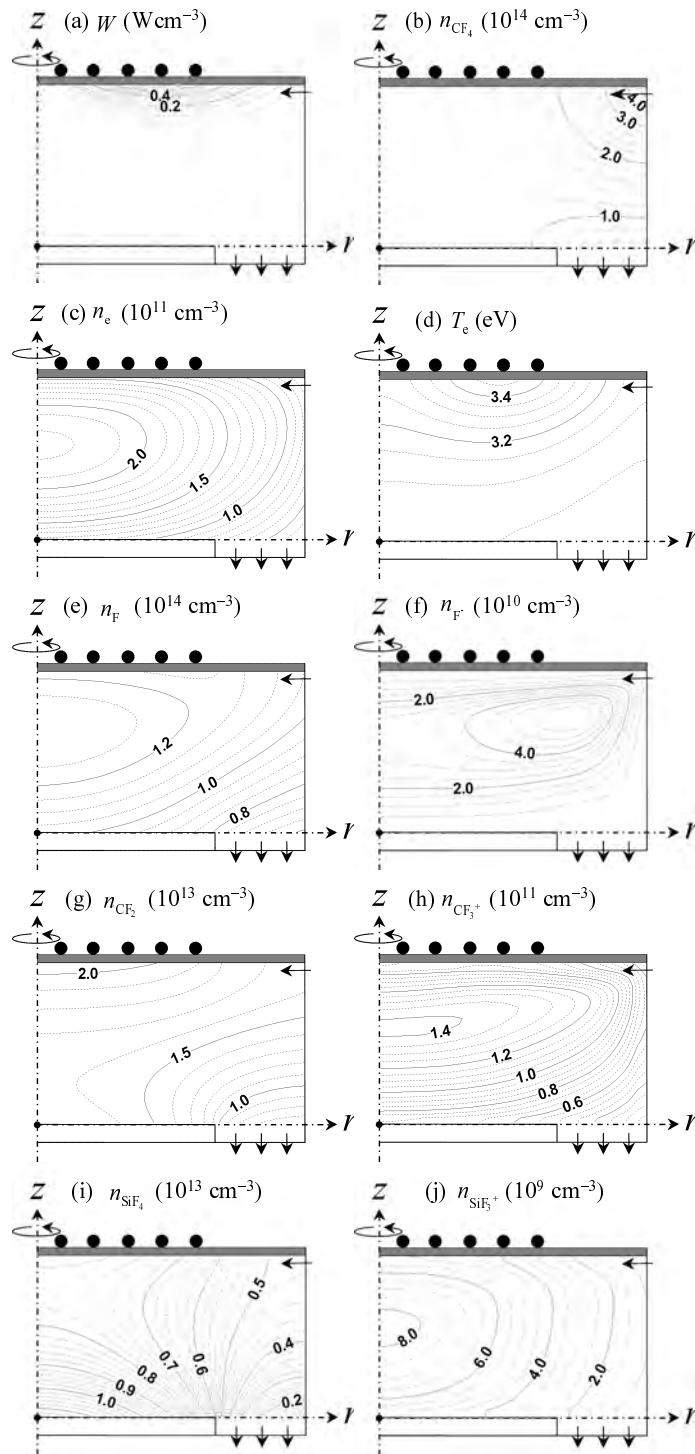 (a) W (Wcm⁻³)
z
0.4
0.2
r
(b) n_CF₄ (10¹⁴ cm⁻³)
z
4.0
3.0
2.0
1.0
r
(c) n_e (10¹¹ cm⁻³)
z
2.0
1.5
1.0
r
(d) T_e (eV)
z
3.4
3.2
r
(e) n_F (10¹⁴ cm⁻³)
z
1.2
1.0
0.8
r
(f) n_F⁻ (10¹⁰ cm⁻³)
z
2.0
4.0
2.0
r
(g) n_CF₂ (10¹³ cm⁻³)
z
2.0
1.5
1.0
r
(h) n_CF₃⁺ (10¹¹ cm⁻³)
z
1.4
1.2
1.0
0.8
0.6
r
(i) n_SiF₄ (10¹³ cm⁻³)
z
0.5
0.8
0.7
0.6
0.4
0.9
1.0
0.2
r
(j) n_SiF₃⁺ (10⁹ cm⁻³)
z
8.0
6.0
4.0
2.0
r